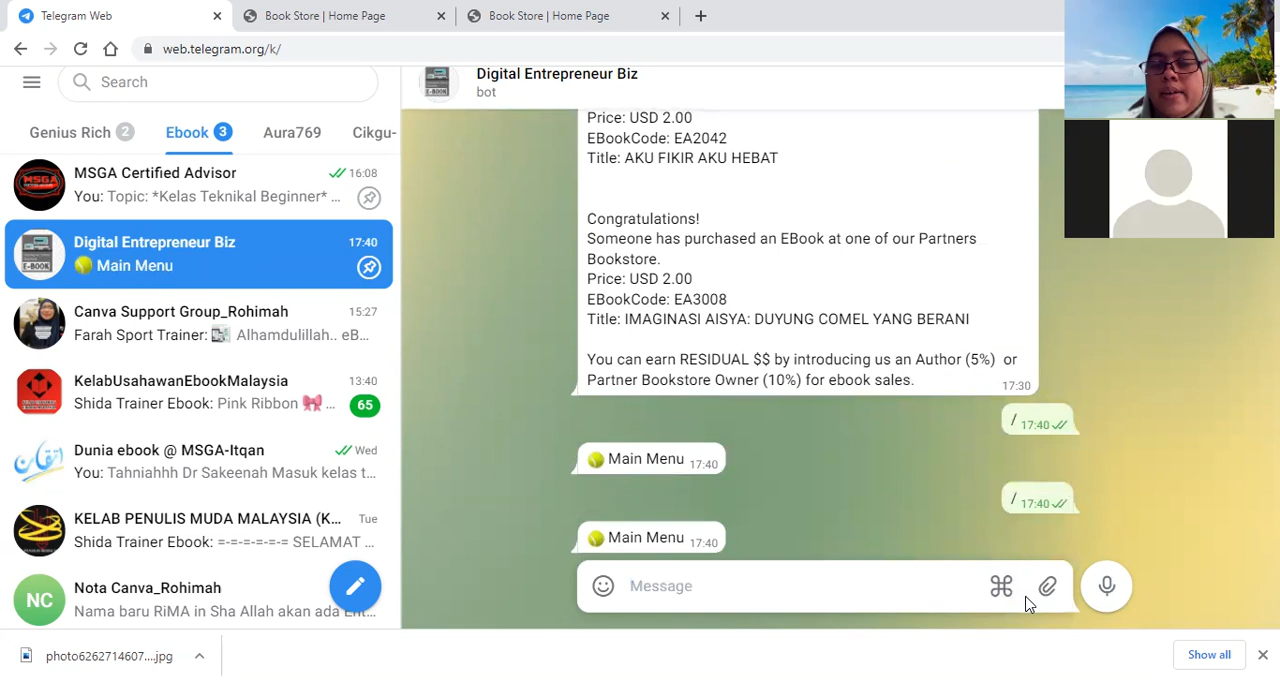 Telegram Web
Book Store | Home Page
Book Store | Home Page
web.telegram.org/k/
Search
Genius Rich 2
Ebook 3
Aura769
Cikgu-
MSGA Certified Advisor
16:08
You: Topic: *Kelas Teknikal Beginner* ...
Digital Entrepreneur Biz
17:40
Main Menu
Canva Support Group_Rohimah
15:27
Farah Sport Trainer: Alhamdulillah.. eB...
KelabUsahawanEbookMalaysia
13:40
Shida Trainer Ebook: Pink Ribbon 🎀 ...
65
Dunia ebook @ MSGA-Itqan
Wed
You: Tahniahhh Dr Sakeenah Masuk kelas t...
KELAB PENULIS MUDA MALAYSIA (K...
Tue
Shida Trainer Ebook: =-=-=-=-=-= SELAMAT ...
NC
Nota Canva_Rohimah
Nama baru RiMA in Sha Allah akan ada
Digital Entrepreneur Biz
bot
Price: USD 2.00
EBookCode: EA2042
Title: AKU FIKIR AKU HEBAT
Congratulations!
Someone has purchased an EBook at one of our Partners
Bookstore.
Price: USD 2.00
EBookCode: EA3008
Title: IMAGINASI AISYA: DUYUNG COMEL YANG BERANI
You can earn RESIDUAL $$ by introducing us an Author (5%) or
Partner Bookstore Owner (10%) for ebook sales.
17:30
/ 17:40
Main Menu 17:40
/ 17:40
Main Menu 17:40
Message
photo6262714607....jpg
Show all